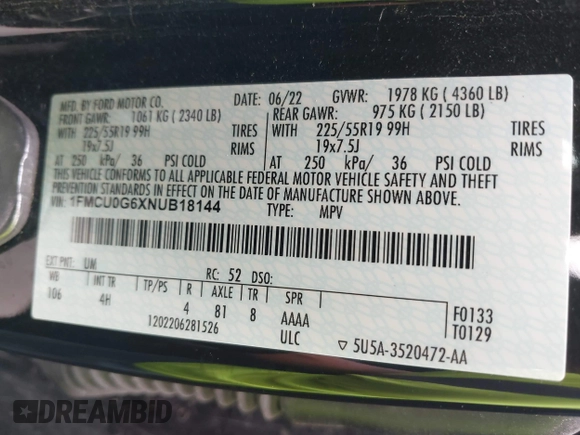 MFD. BY FORD MOTOR CO. DATE: 06/22 GVWR: 1978 KG ( 4360 LB)
FRONT GAWR: 1061 KG ( 2340 LB) REAR GAWR: 975 KG ( 2150 LB)
WITH 225/55R19 99H TIRES WITH 225/55R19 99H TIRES
19x7.5J RIMS 19x7.5J RIMS
AT 250 kPa/ 36 PSI COLD AT 250 kPa/ 36 PSI COLD
THIS VEHICLE CONFORMS TO ALL APPLICABLE FEDERAL MOTOR VEHICLE SAFETY AND THEFT
PREVENTION STANDARDS IN EFFECT ON THE DATE OF MANUFACTURE SHOWN ABOVE.
VIN: 1FMCU0G6XNUB18144 TYPE: MPV
EXT PNT: UM RC: 52 DSO:
WB INT TR TP/PS R AXLE TR SPR
106 4H 4 81 8 AAAA F0133
1202206281526 ULC T0129
▽ 5U5A-3520472-AA
DREAMBID